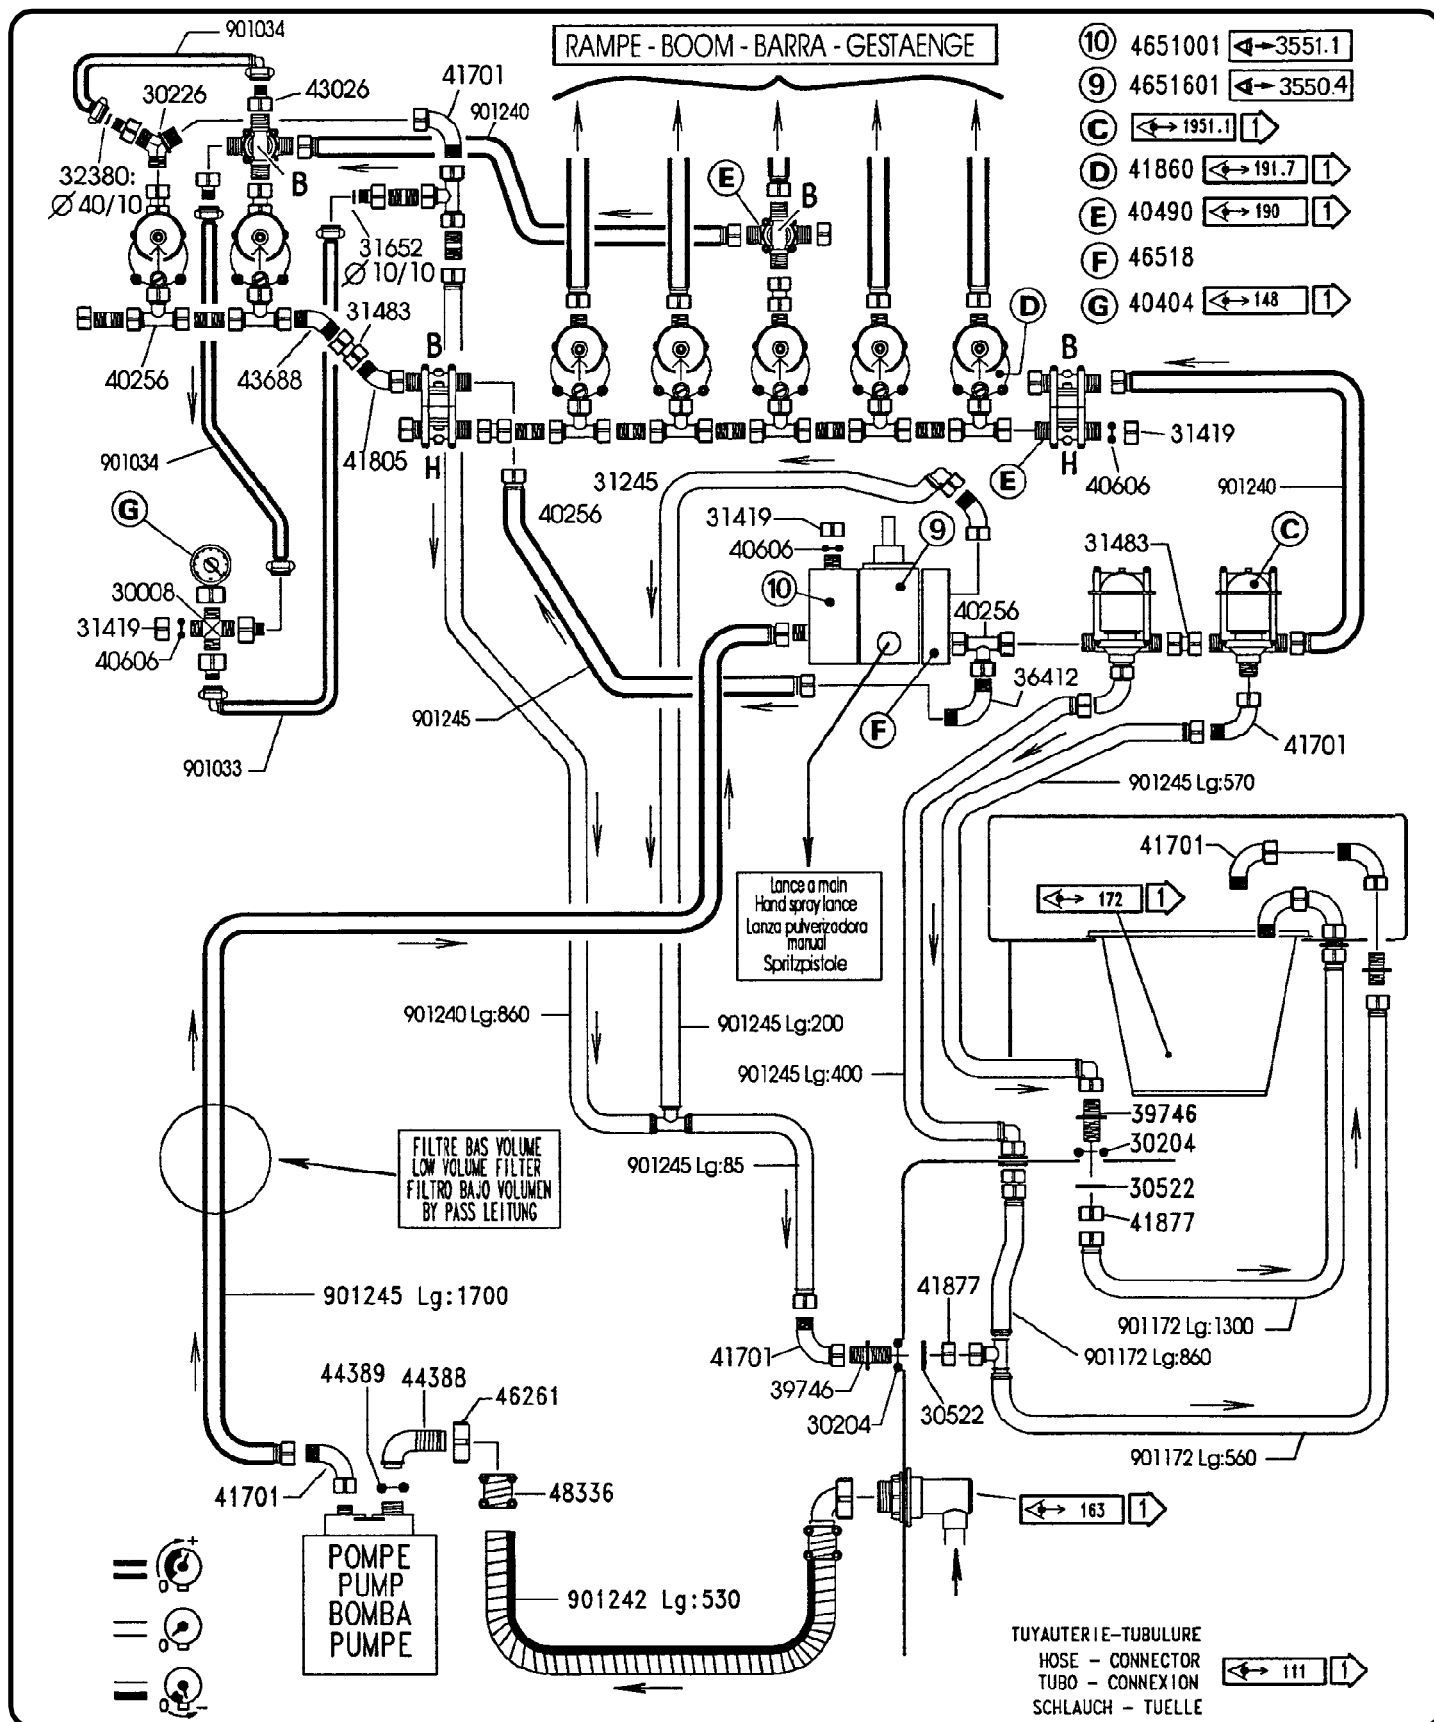 901034
RAMPE - BOOM - BARRA - GESTAENGE
10 4651001 3551.1
9 4651601 3550.4
C 1951.1 1
D 41860 191.7 1
E 40490 190 1
F 46518
G 40404 148 1
41701
30226
43026
901240
32380:
Ø 40/10
B
E
B
31652
Ø 10/10
31483
D
40256
43688
B
B
41805
H
31419
E
H
40606
901034
31245
901240
G
40256
31419
9
31483
C
40606
30008
10
40256
31419
40606
36412
901245
F
41701
901033
901245 Lg:570
41701
Lance a main
Hand spray lance
Lanza pulverizadora
manual
Spritzpistole
172 1
901240 Lg:860
901245 Lg:200
901245 Lg:400
39746
30204
FILTRE BAS VOLUME
LOW VOLUME FILTER
FILTRO BAJO VOLUMEN
BY PASS LEITUNG
901245 Lg:85
30522
41877
901245 Lg:1700
41877
901172 Lg:1300
41701
901172 Lg:860
44389
44388
46261
39746
30204
30522
901172 Lg:560
41701
48336
163 1
POMPE
PUMP
BOMBA
PUMPE
0 +
0
0 -
901242 Lg:530
TUYAUTERIE-TUBULURE
HOSE - CONNECTOR
TUBO - CONNEXION
SCHLAUCH - TUELLE
111 1